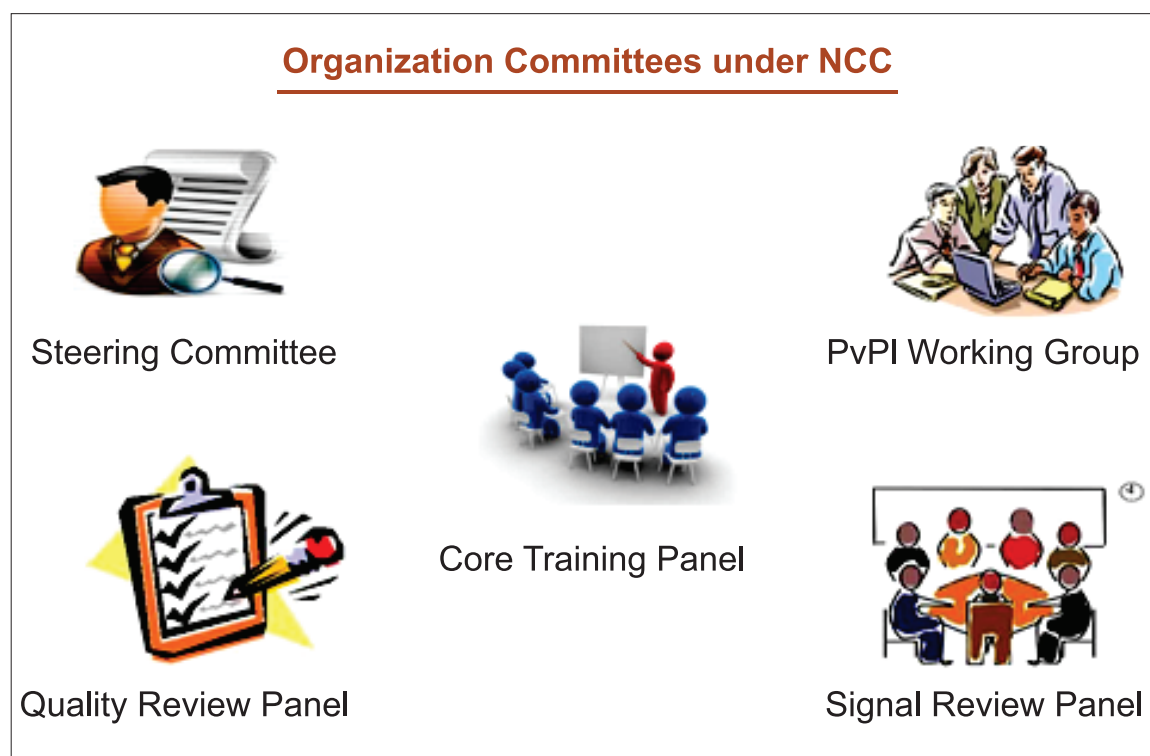 Organization Committees under NCC
Steering Committee
PvPI Working Group
Core Training Panel
Quality Review Panel
Signal Review Panel